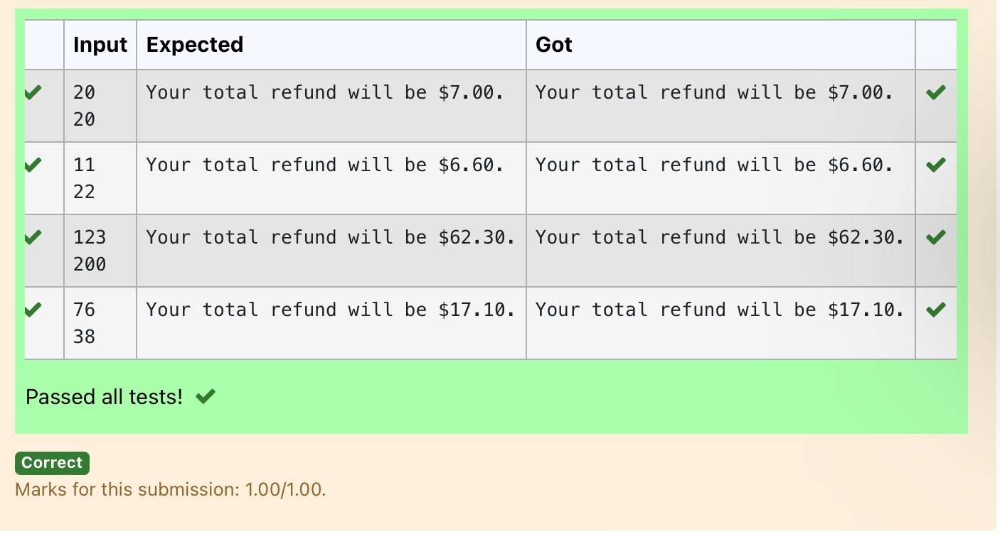 Input Expected Got
20 Your total refund will be $7.00. Your total refund will be $7.00.
20
11 Your total refund will be $6.60. Your total refund will be $6.60.
22
123 Your total refund will be $62.30. Your total refund will be $62.30.
200
76 Your total refund will be $17.10. Your total refund will be $17.10.
38
Passed all tests!
Correct
Marks for this submission: 1.00/1.00.